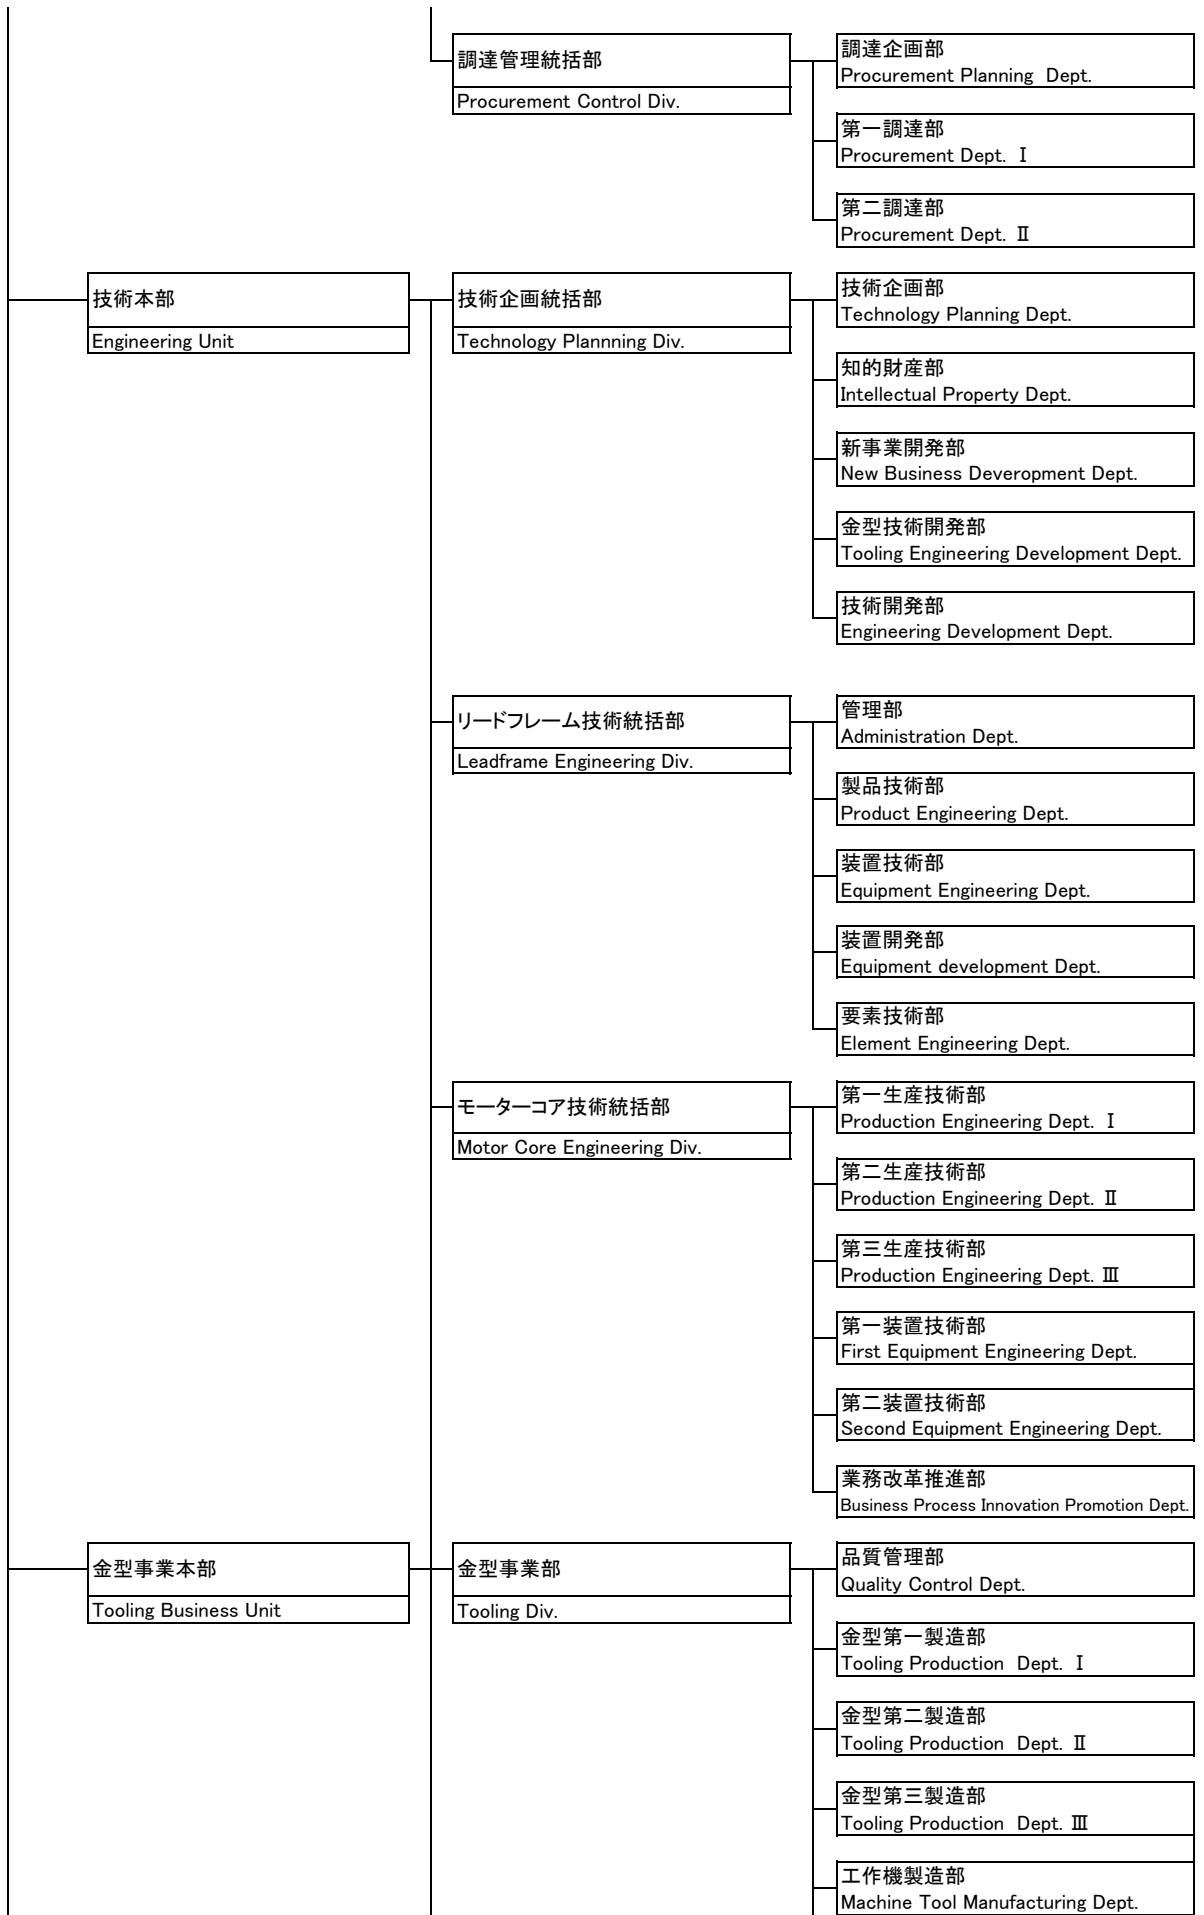 調達管理統括部
Procurement Control Div.
調達企画部
Procurement Planning  Dept.
第一調達部
Procurement Dept. Ⅰ
第二調達部
Procurement Dept. Ⅱ
技術本部
Engineering Unit
技術企画統括部
Technology Plannning Div.
技術企画部
Technology Planning Dept.
知的財産部
Intellectual Property Dept.
新事業開発部
New Business Deveropment Dept.
金型技術開発部
Tooling Engineering Development Dept.
技術開発部
Engineering Development Dept.
リードフレーム技術統括部
Leadframe Engineering Div.
管理部
Administration Dept.
製品技術部
Product Engineering Dept.
装置技術部
Equipment Engineering Dept.
装置開発部
Equipment development Dept.
要素技術部
Element Engineering Dept.
モーターコア技術統括部
Motor Core Engineering Div.
第一生産技術部
Production Engineering Dept. Ⅰ
第二生産技術部
Production Engineering Dept. Ⅱ
第三生産技術部
Production Engineering Dept. Ⅲ
第一装置技術部
First Equipment Engineering Dept.
第二装置技術部
Second Equipment Engineering Dept.
業務改革推進部
Business Process Innovation Promotion Dept.
金型事業本部
Tooling Business Unit
金型事業部
Tooling Div.
品質管理部
Quality Control Dept.
金型第一製造部
Tooling Production  Dept. Ⅰ
金型第二製造部
Tooling Production  Dept. Ⅱ
金型第三製造部
Tooling Production  Dept. Ⅲ
工作機製造部
Machine Tool Manufacturing Dept.